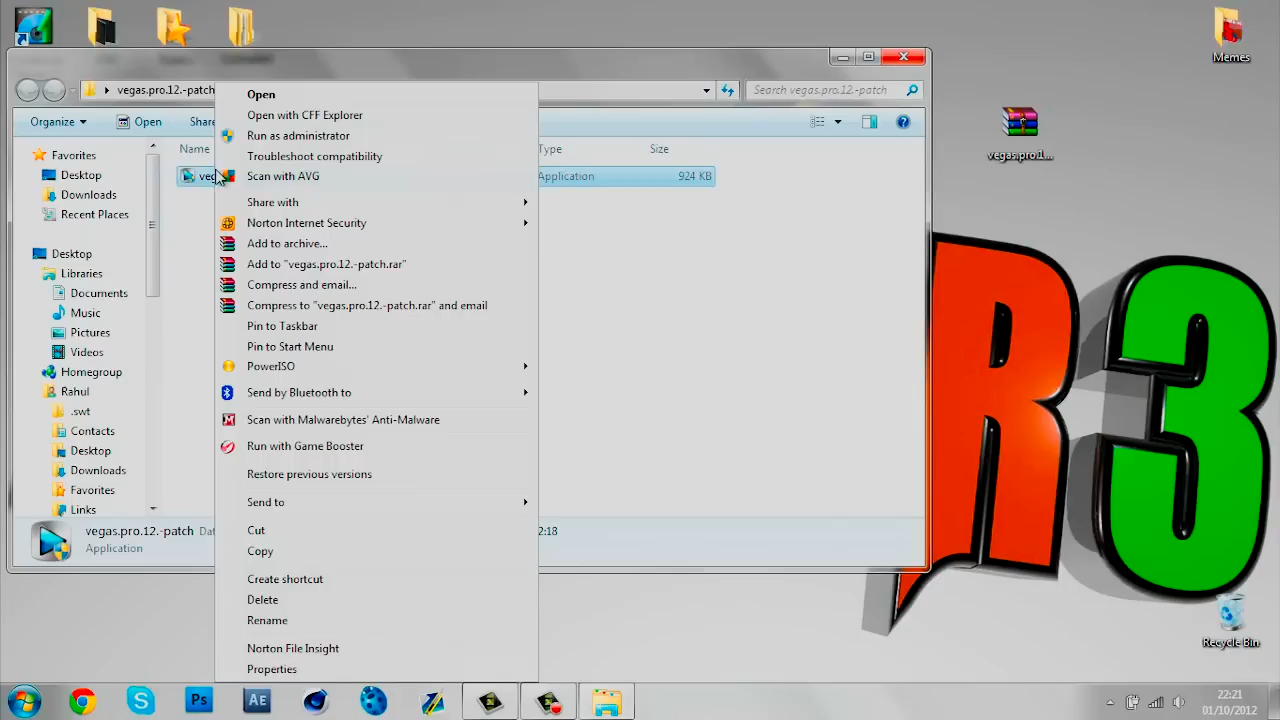 Memes
vegas.pro.12.-patch
Search vegas.pro.12.-patch
Organize
Open
Share
Name
Type
Size
veg
Application
924 KB
Favorites
Desktop
Downloads
Recent Places
Desktop
Libraries
Documents
Music
Pictures
Videos
Homegroup
Rahul
.swt
Contacts
Desktop
Downloads
Favorites
Links
Open
Open with CFF Explorer
Run as administrator
Troubleshoot compatibility
Scan with AVG
Share with
Norton Internet Security
Add to archive...
Add to "vegas.pro.12.-patch.rar"
Compress and email...
Compress to "vegas.pro.12.-patch.rar" and email
Pin to Taskbar
Pin to Start Menu
PowerISO
Send by Bluetooth to
Scan with Malwarebytes' Anti-Malware
Run with Game Booster
Restore previous versions
Send to
Cut
Copy
Create shortcut
Delete
Rename
Norton File Insight
Properties
vegas.pro.12.-patch Dat
2:18
Application
vegas.pro.1...
R3
Recycle Bin
Ps
Ae
22:21
01/10/2012